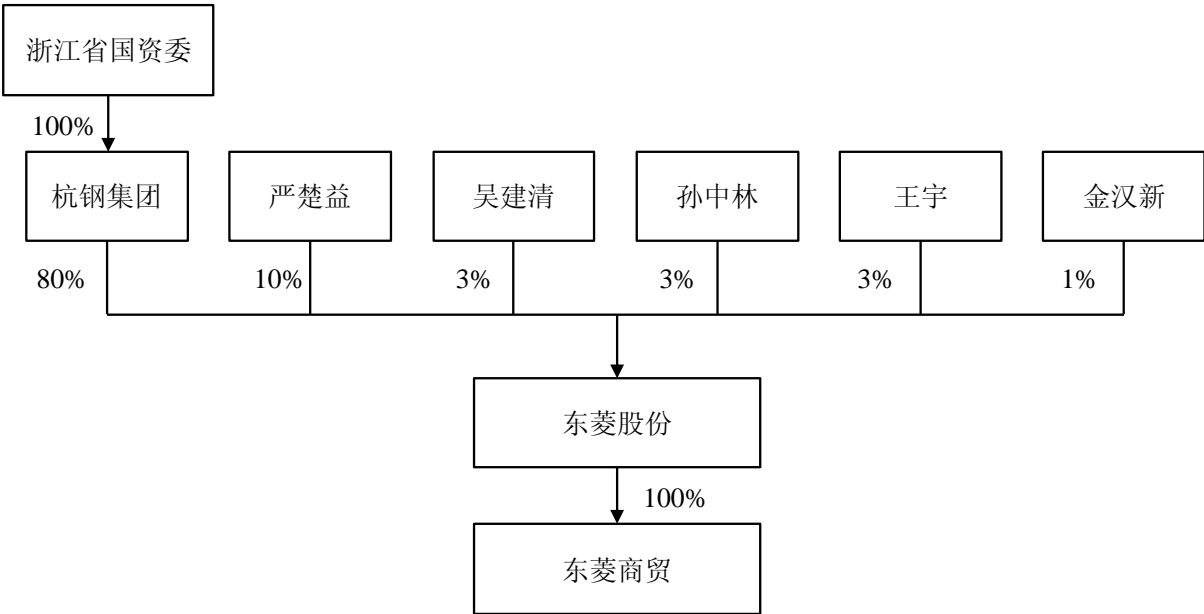 浙江省国资委
100%
杭钢集团
严楚益
吴建清
孙中林
王宇
金汉新
80%
10%
3%
3%
3%
1%
东菱股份
100%
东菱商贸